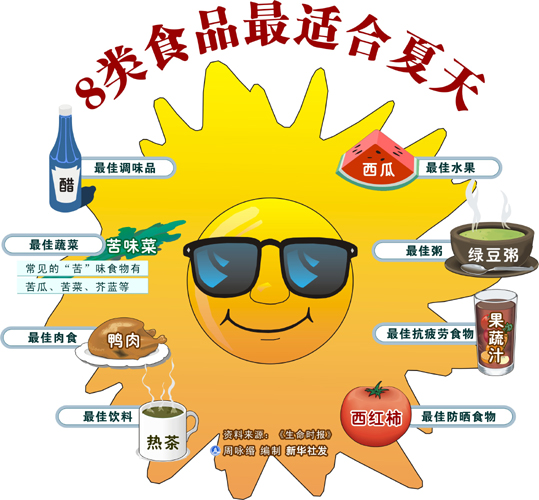 8类食品最适合夏天
醋
最佳调味品
西瓜
最佳水果
最佳蔬菜
苦味菜
常见的“苦”味食物有
苦瓜、苦菜、芥蓝等
最佳粥
绿豆粥
最佳肉食
鸭肉
最佳抗疲劳食物
果蔬汁
最佳饮料
热茶
西红柿
最佳防晒食物
资料来源：《生命时报》
周咏缗 编制 新华社发